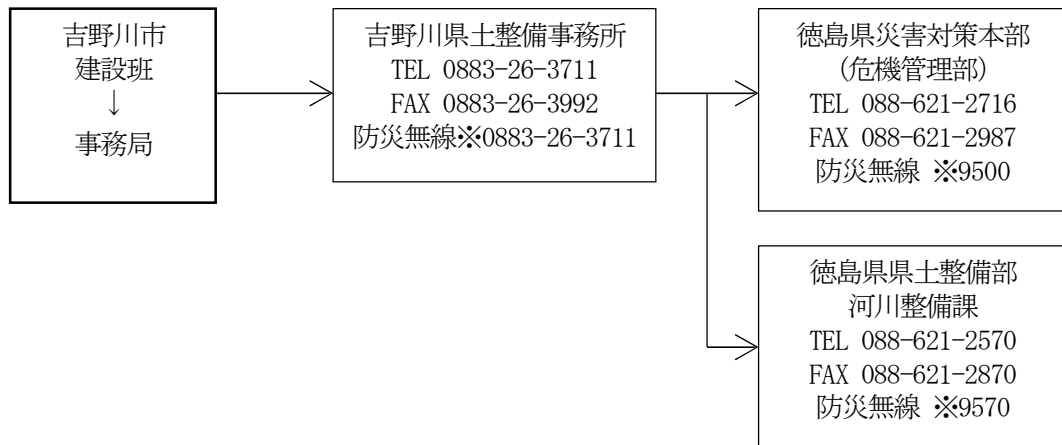 吉野川市
建設班
↓
事務局
吉野川県土整備事務所
TEL 0883-26-3711
FAX 0883-26-3992
防災無線※0883-26-3711
徳島県災害対策本部
(危機管理部)
TEL 088-621-2716
FAX 088-621-2987
防災無線 ※9500
徳島県県土整備部
河川整備課
TEL 088-621-2570
FAX 088-621-2870
防災無線 ※9570